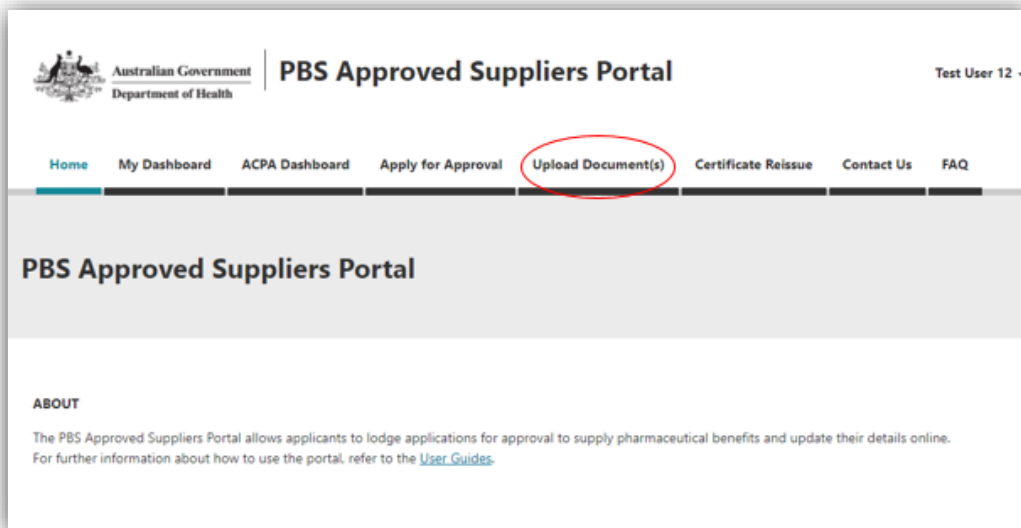 Australian Government
Department of Health
PBS Approved Suppliers Portal
Test User 12
Home My Dashboard ACPA Dashboard Apply for Approval Upload Document(s) Certificate Reissue Contact Us FAQ
PBS Approved Suppliers Portal
ABOUT
The PBS Approved Suppliers Portal allows applicants to lodge applications for approval to supply pharmaceutical benefits and update their details online.
For further information about how to use the portal, refer to the User Guides.